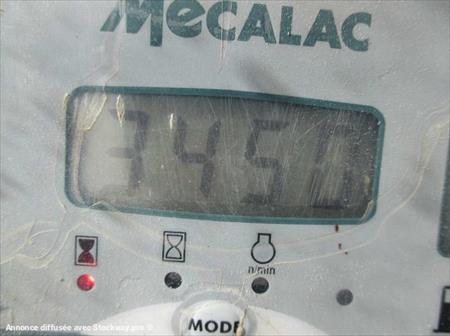 MeCALAC
3450
n/min
MODE
Annonce diffusée avec Stockway.pro ©